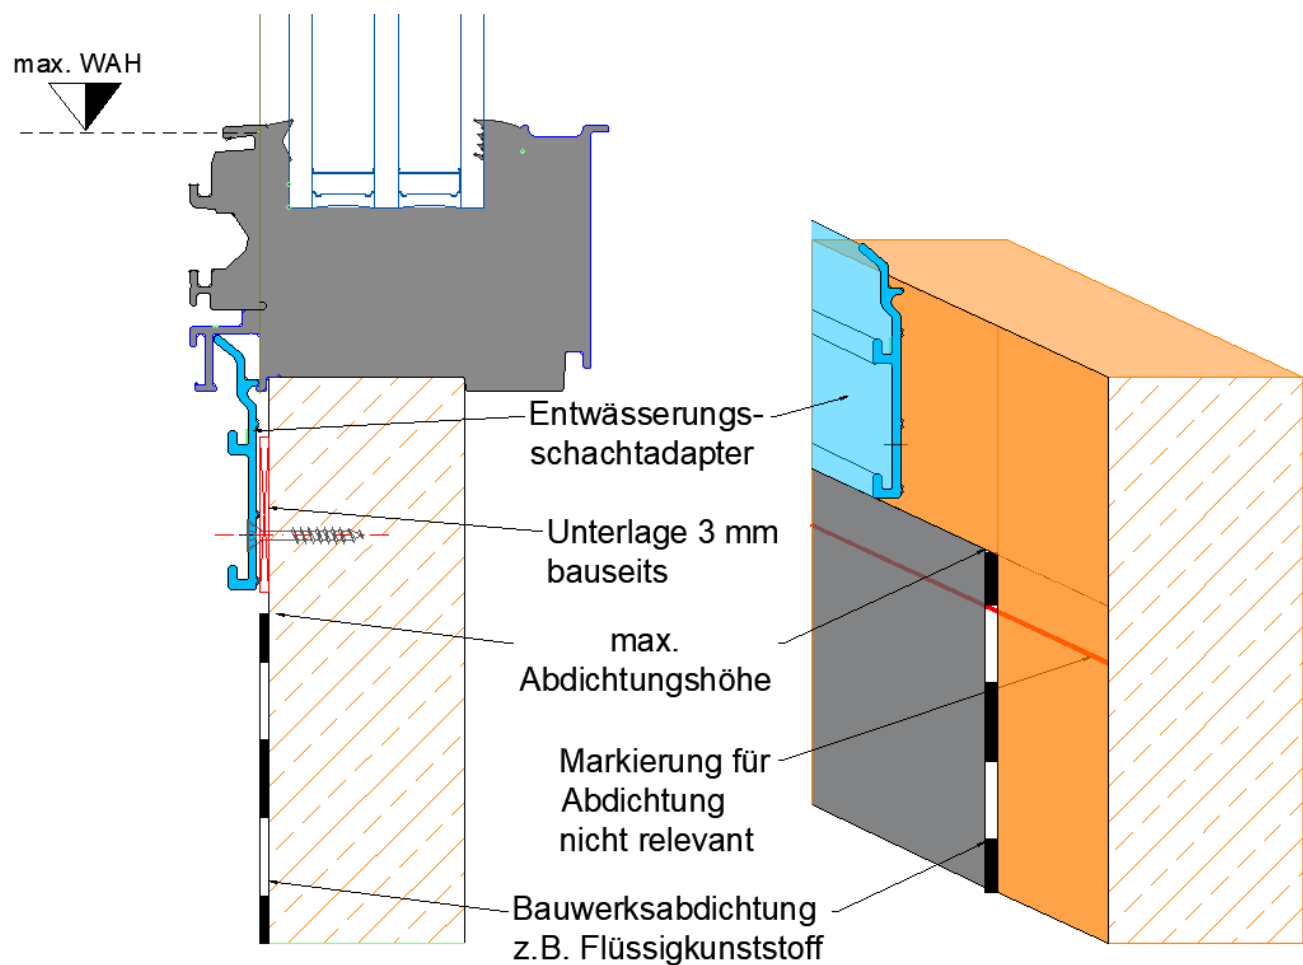 max. WAH
Entwässerungs-
schachtadapter
Unterlage 3 mm
bauseits
max.
Abdichtungshöhe
Markierung für
Abdichtung
nicht relevant
Bauwerksabdichtung
z.B. Flüssigkunststoff